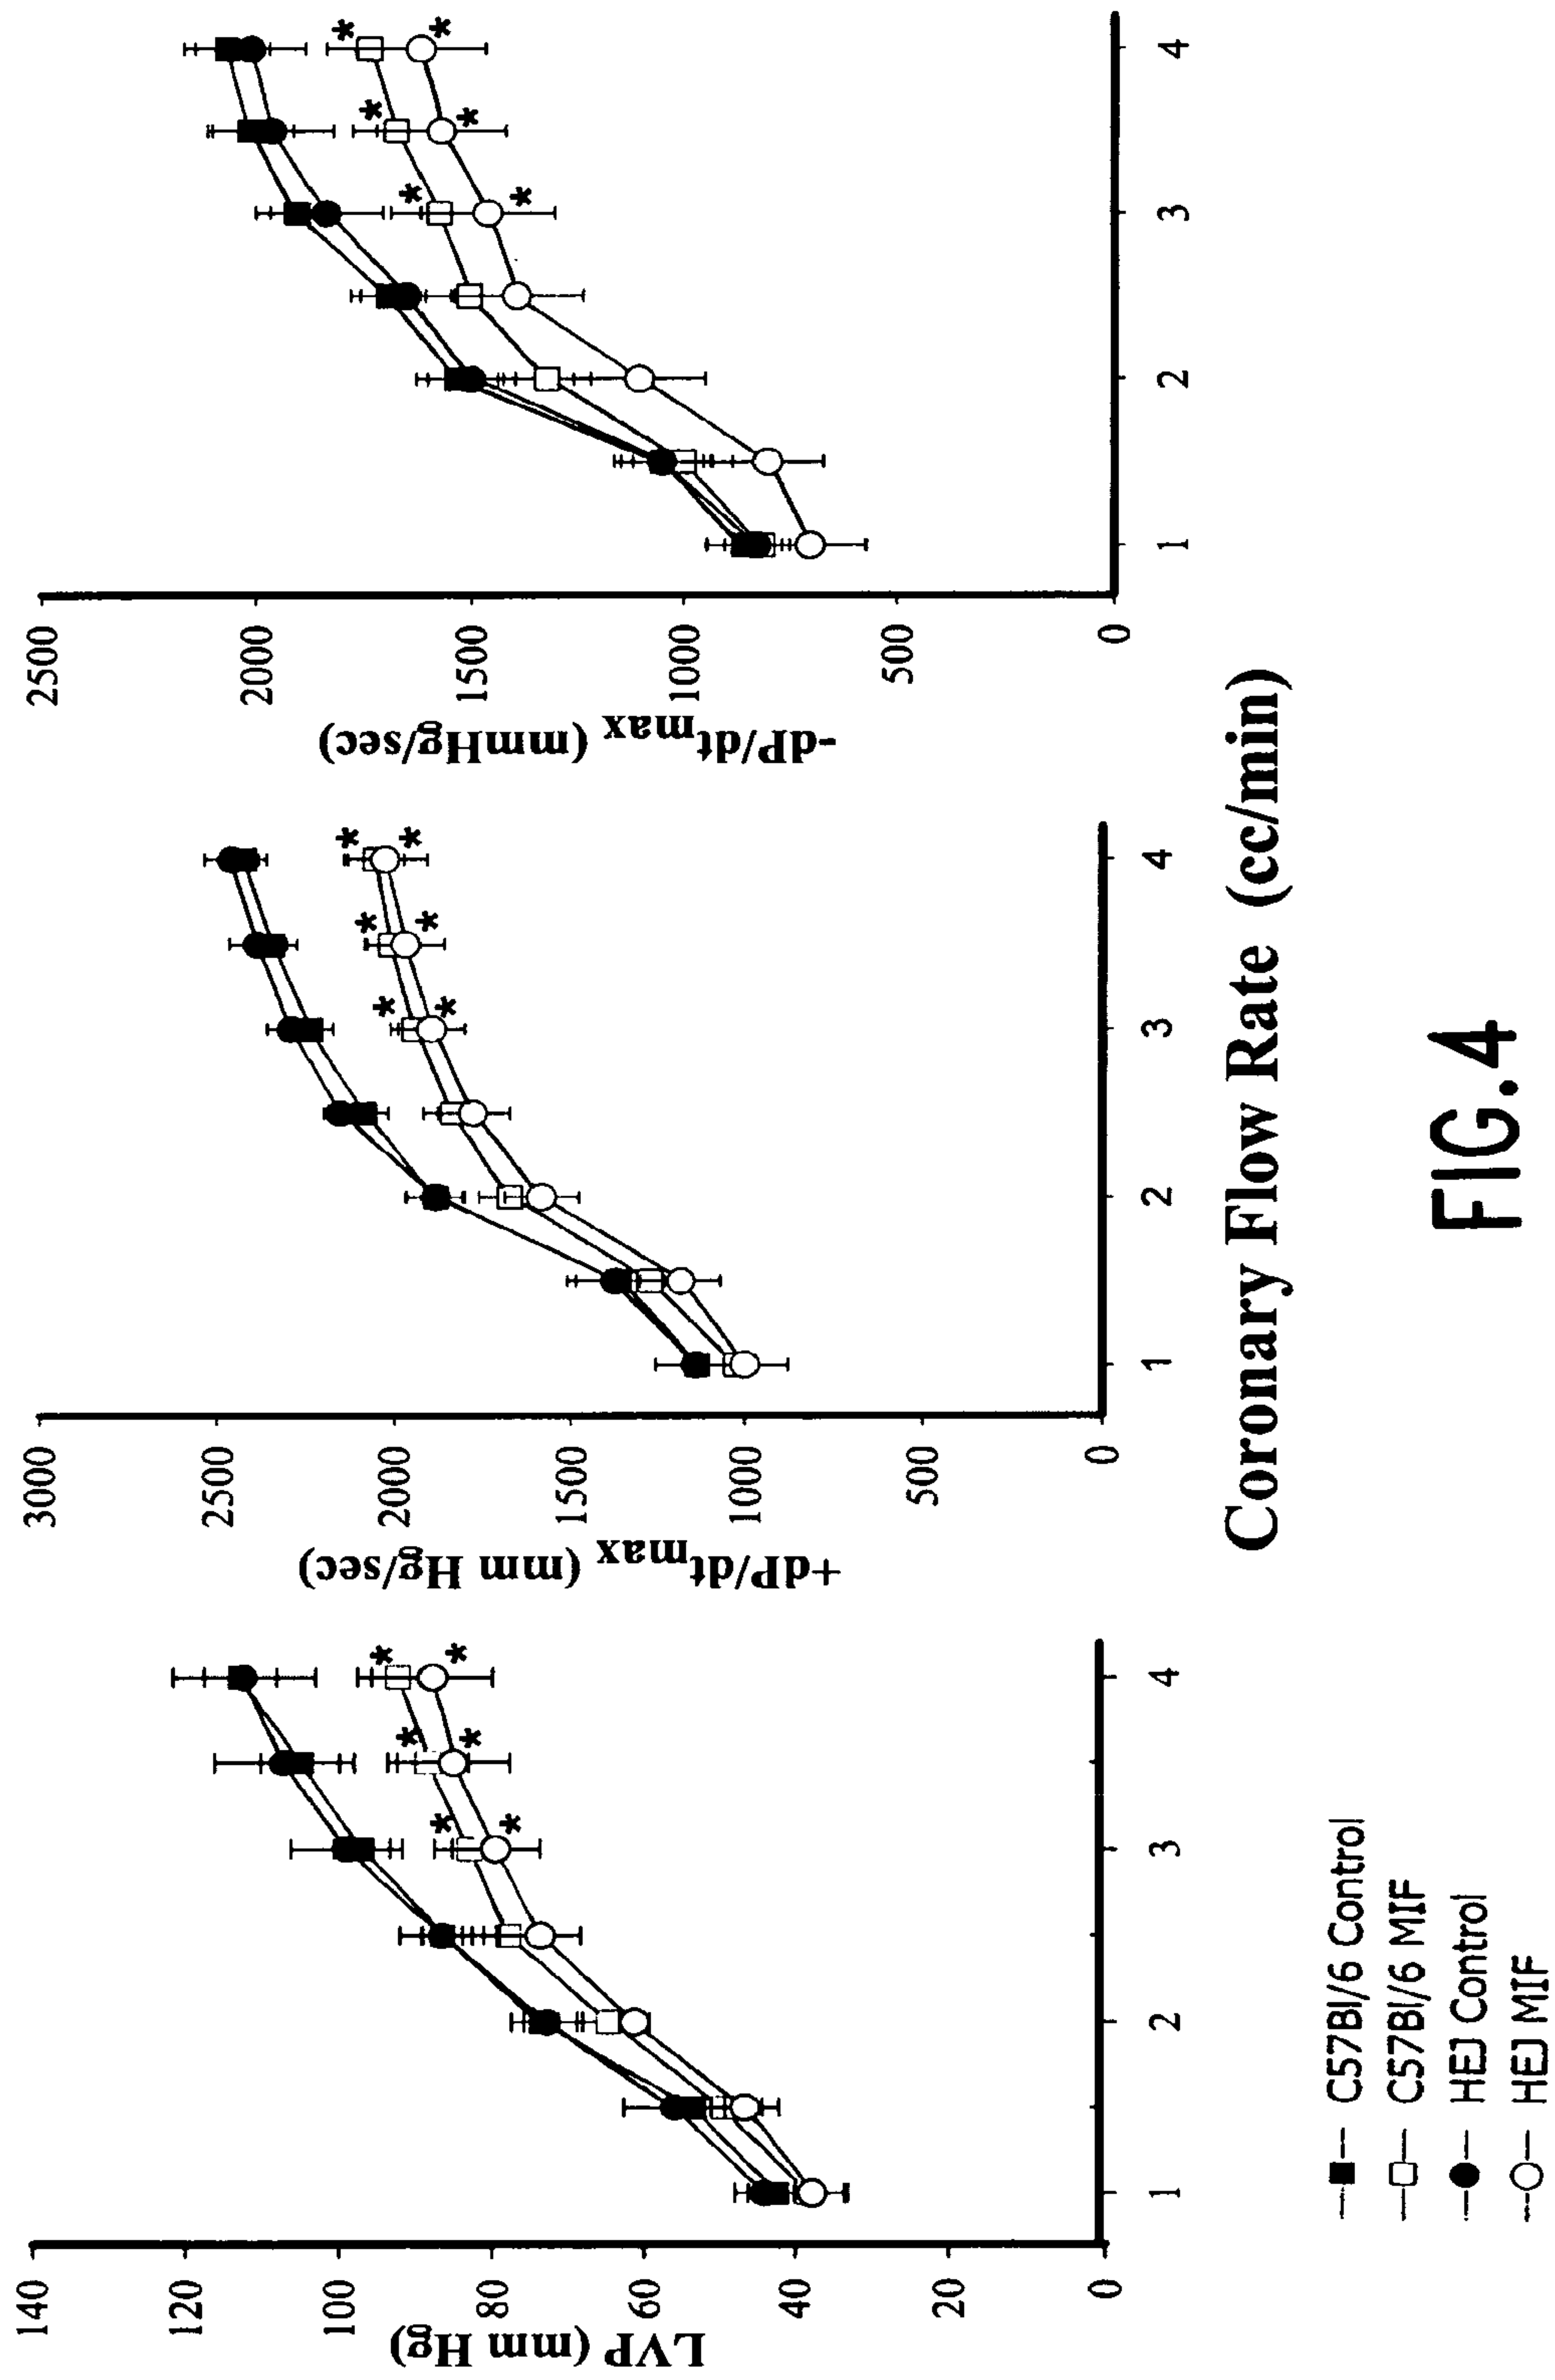 LVP (mm Hg)
140
120
100
80
60
40
20
0
1 2 3 4
* * *
* * *
+dP/dtmax (mm Hg/sec)
3000
2500
2000
1500
1000
500
0
1 2 3 4
* * *
* * *
-dP/dtmax (mmHg/sec)
2500
2000
1500
1000
500
0
1 2 3 4
* * *
* * *
Coronary Flow Rate (cc/min)
C57Bl/6 Control
C57Bl/6 MIF
HEJ Control
HEJ MIF
FIG.4